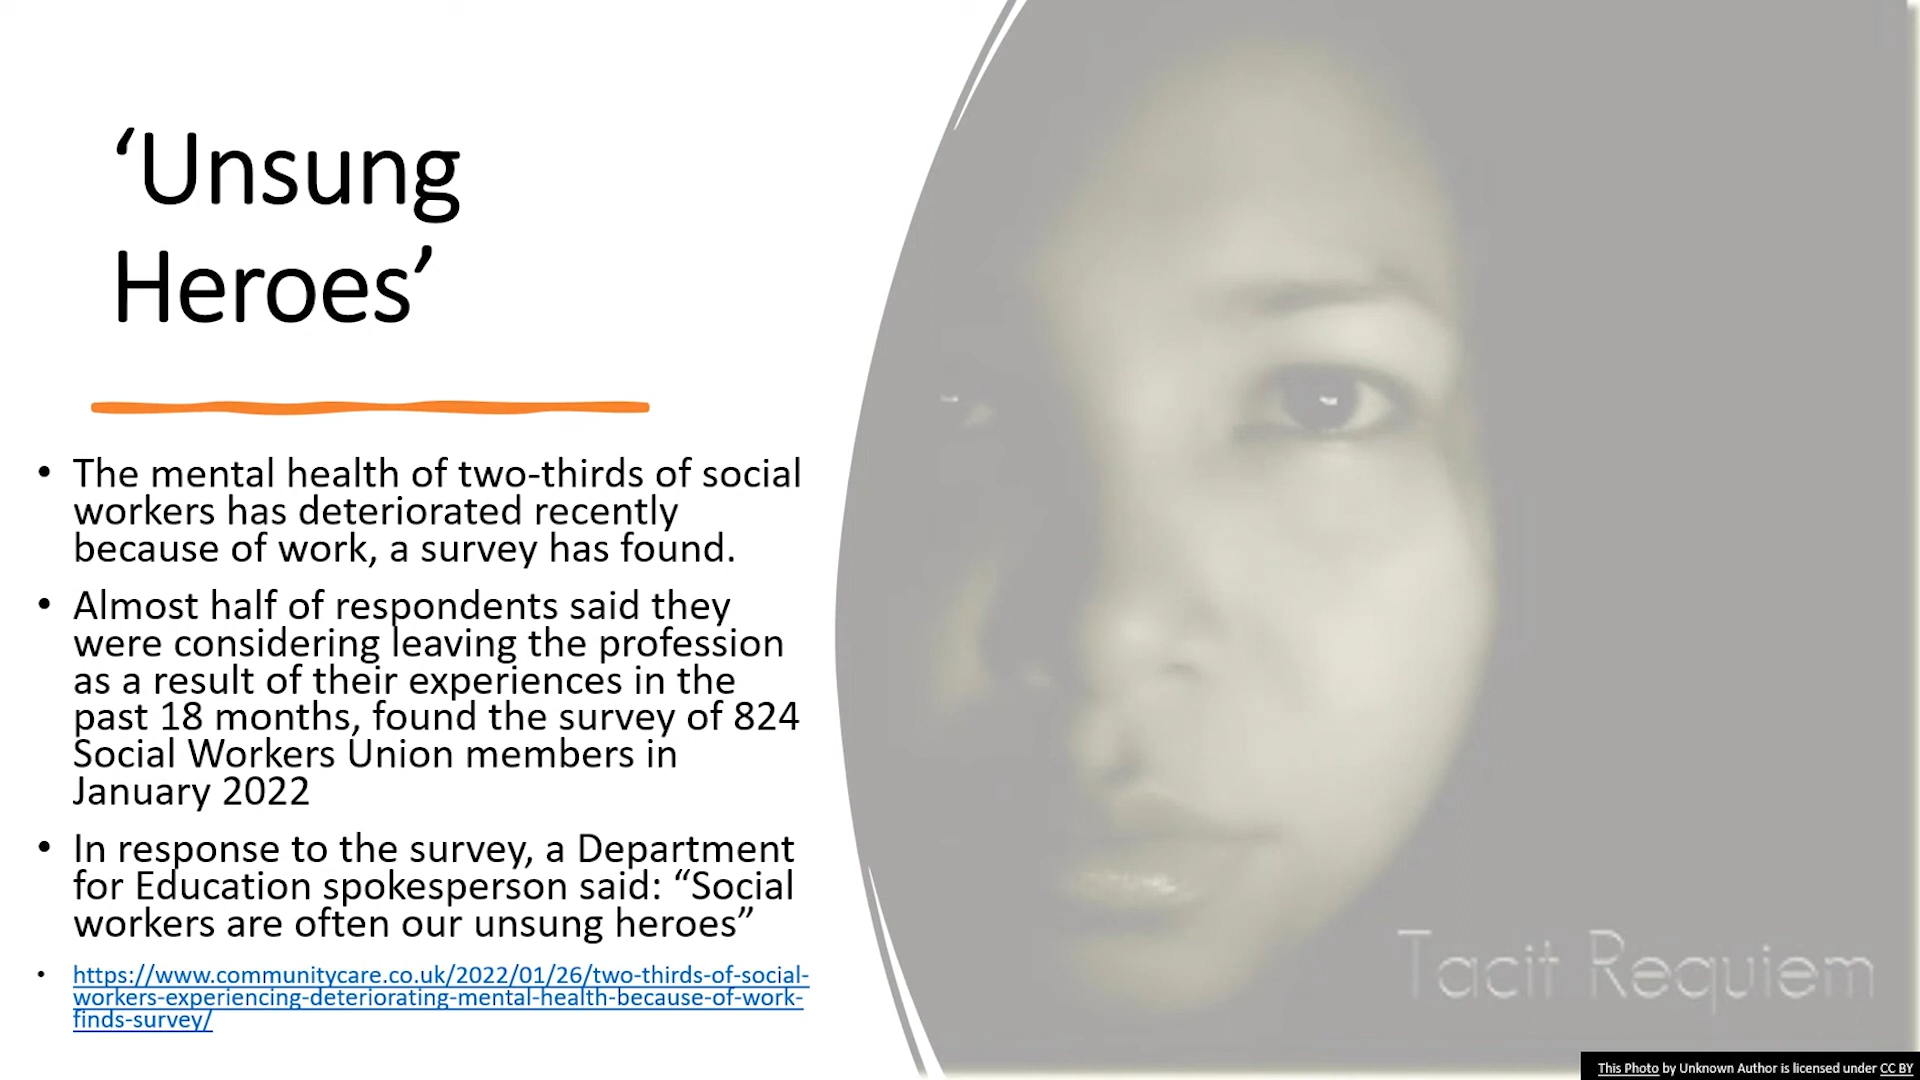 ‘Unsung
Heroes’
• The mental health of two-thirds of social
workers has deteriorated recently
because of work, a survey has found.
• Almost half of respondents said they
were considering leaving the profession
as a result of their experiences in the
past 18 months, found the survey of 824
Social Workers Union members in
January 2022
• In response to the survey, a Department
for Education spokesperson said: “Social
workers are often our unsung heroes”
• https://www.communitycare.co.uk/2022/01/26/two-thirds-of-social-
workers-experiencing-deteriorating-mental-health-because-of-work-
finds-survey/
Tacit Requiem
This Photo by Unknown Author is licensed under CC BY